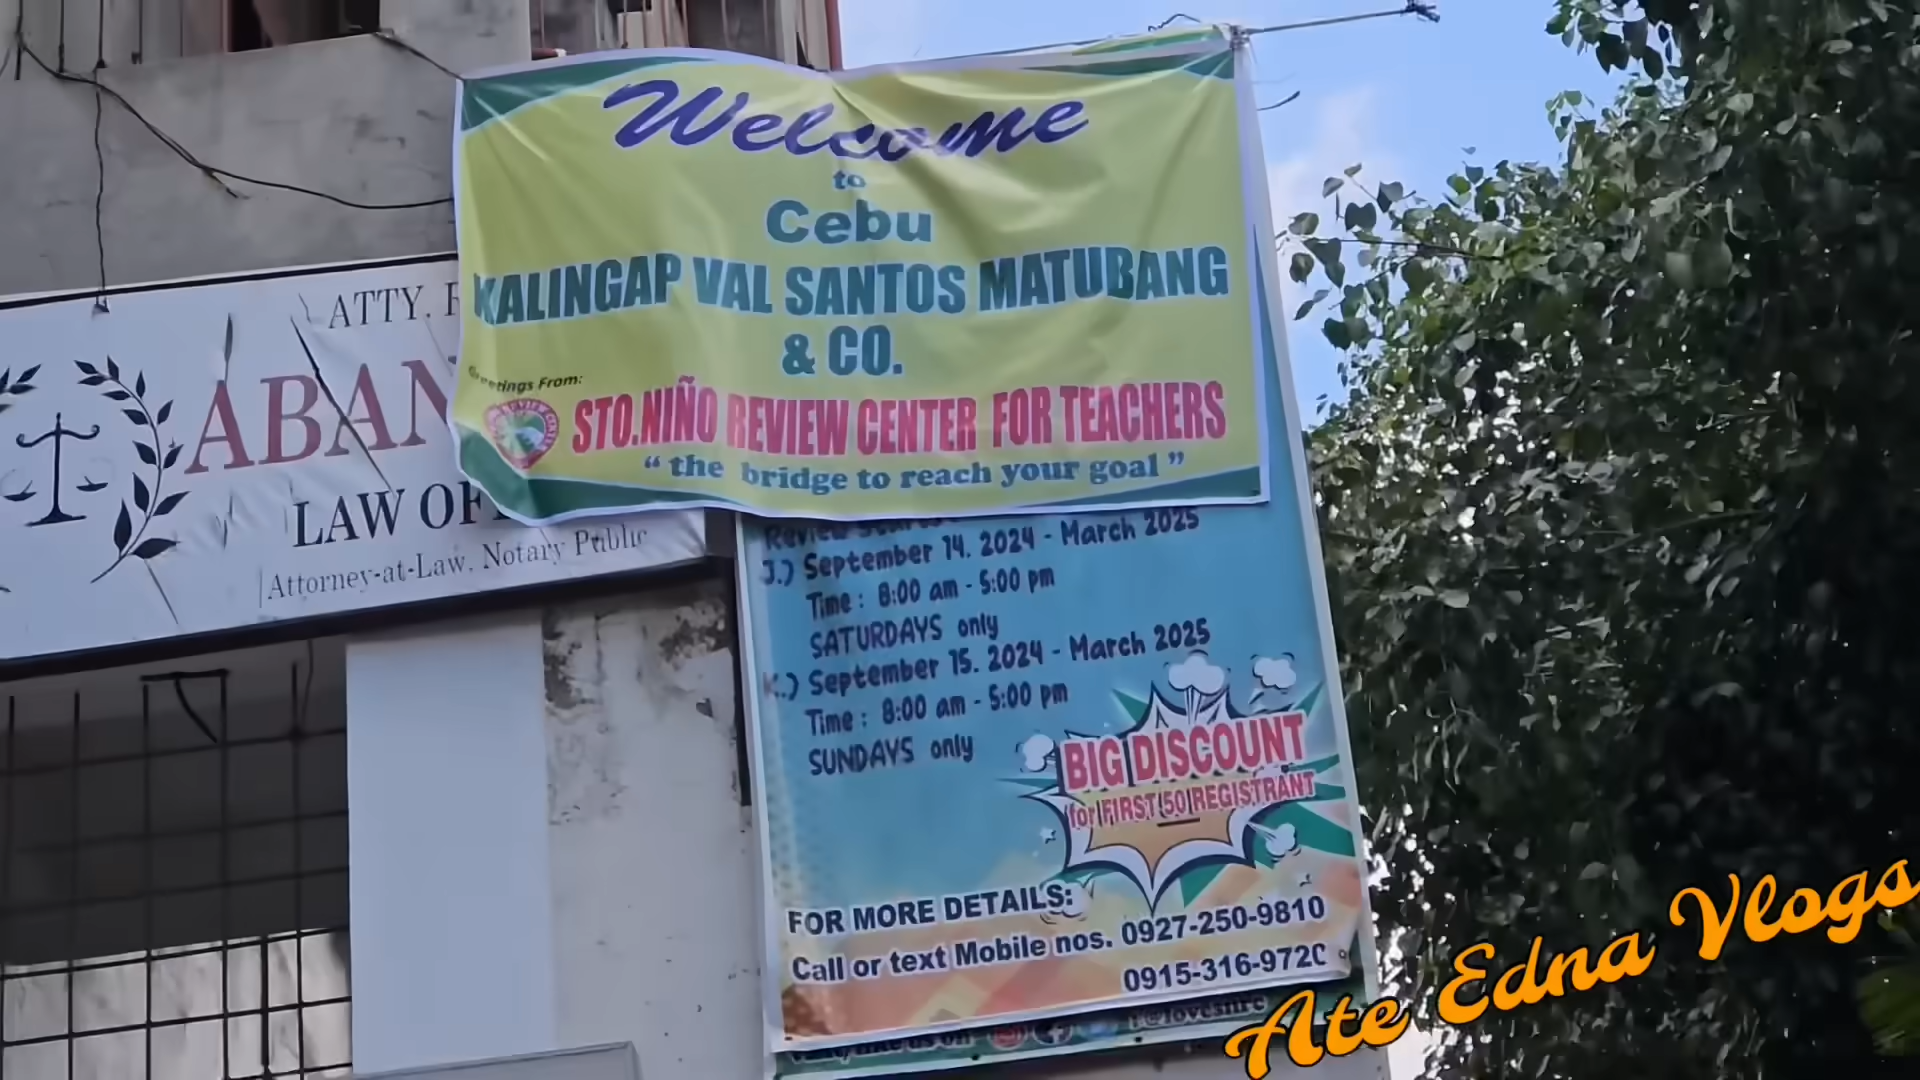 Welcome
to
Cebu
KALINGAP VAL SANTOS MATUBANG
& CO.
Greetings From:
STO.NIÑO REVIEW CENTER FOR TEACHERS
“ the bridge to reach your goal ”
ATTY.
ABAN
LAW OF
Attorney-at-Law, Notary Public
Review
J.) September 14. 2024 - March 2025
Time : 8:00 am - 5:00 pm
SATURDAYS only
K.) September 15. 2024 - March 2025
Time : 8:00 am - 5:00 pm
SUNDAYS only
BIG DISCOUNT
for FIRST 50 REGISTRANT
FOR MORE DETAILS:
Call or text Mobile nos. 0927-250-9810
0915-316-9720
Ate Edna Vlogs